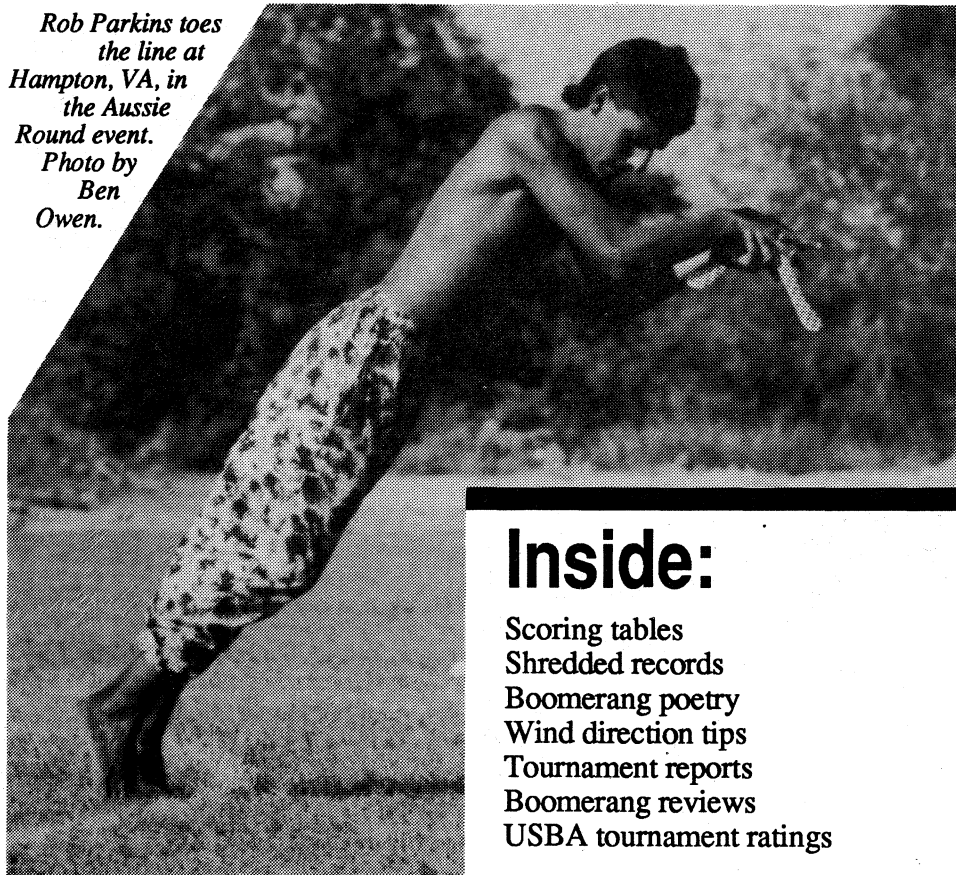 Rob Parkins toes
the line at
Hampton, VA, in
the Aussie
Round event.
Photo by
Ben
Owen.
Inside:
Scoring tables
Shredded records
Boomerang poetry
Wind direction tips
Tournament reports
Boomerang reviews
USBA tournament ratings